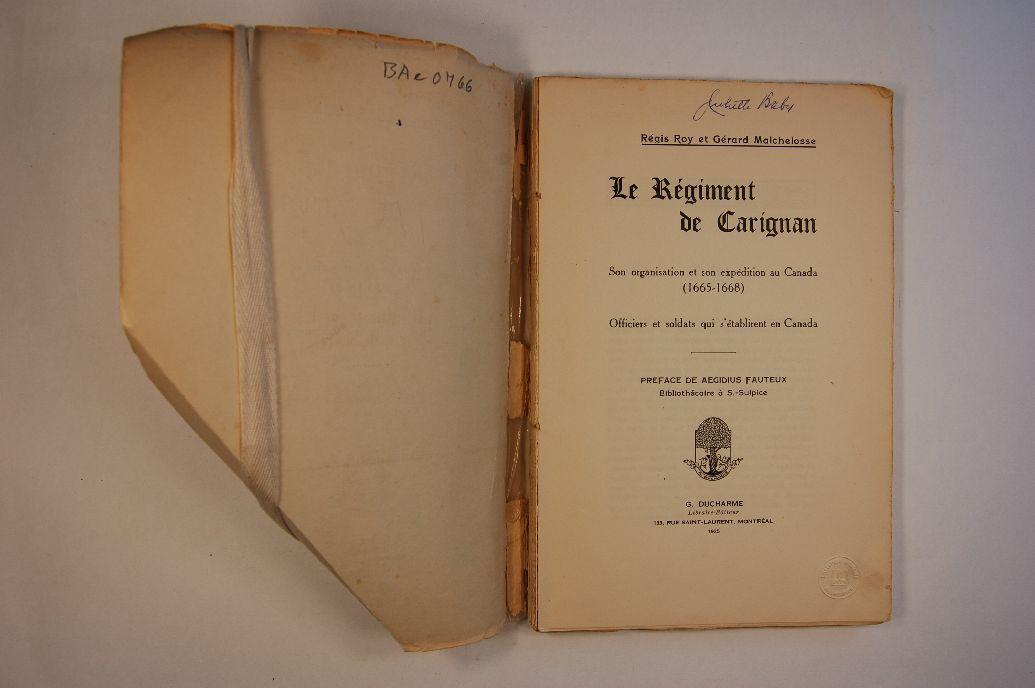 BAc 0766
Juliette Baby
Régis Roy et Gérard Malchelosse
Le Régiment
de Carignan
Son organisation et son expédition au Canada
(1665-1668)
Officiers et soldats qui s'établirent en Canada
PRÉFACE DE AEGIDIUS FAUTEUX
Bibliothécaire à S.-Sulpice
G. DUCHARME
Libraire-Éditeur
133, RUE SAINT-LAURENT, MONTRÉAL
1925